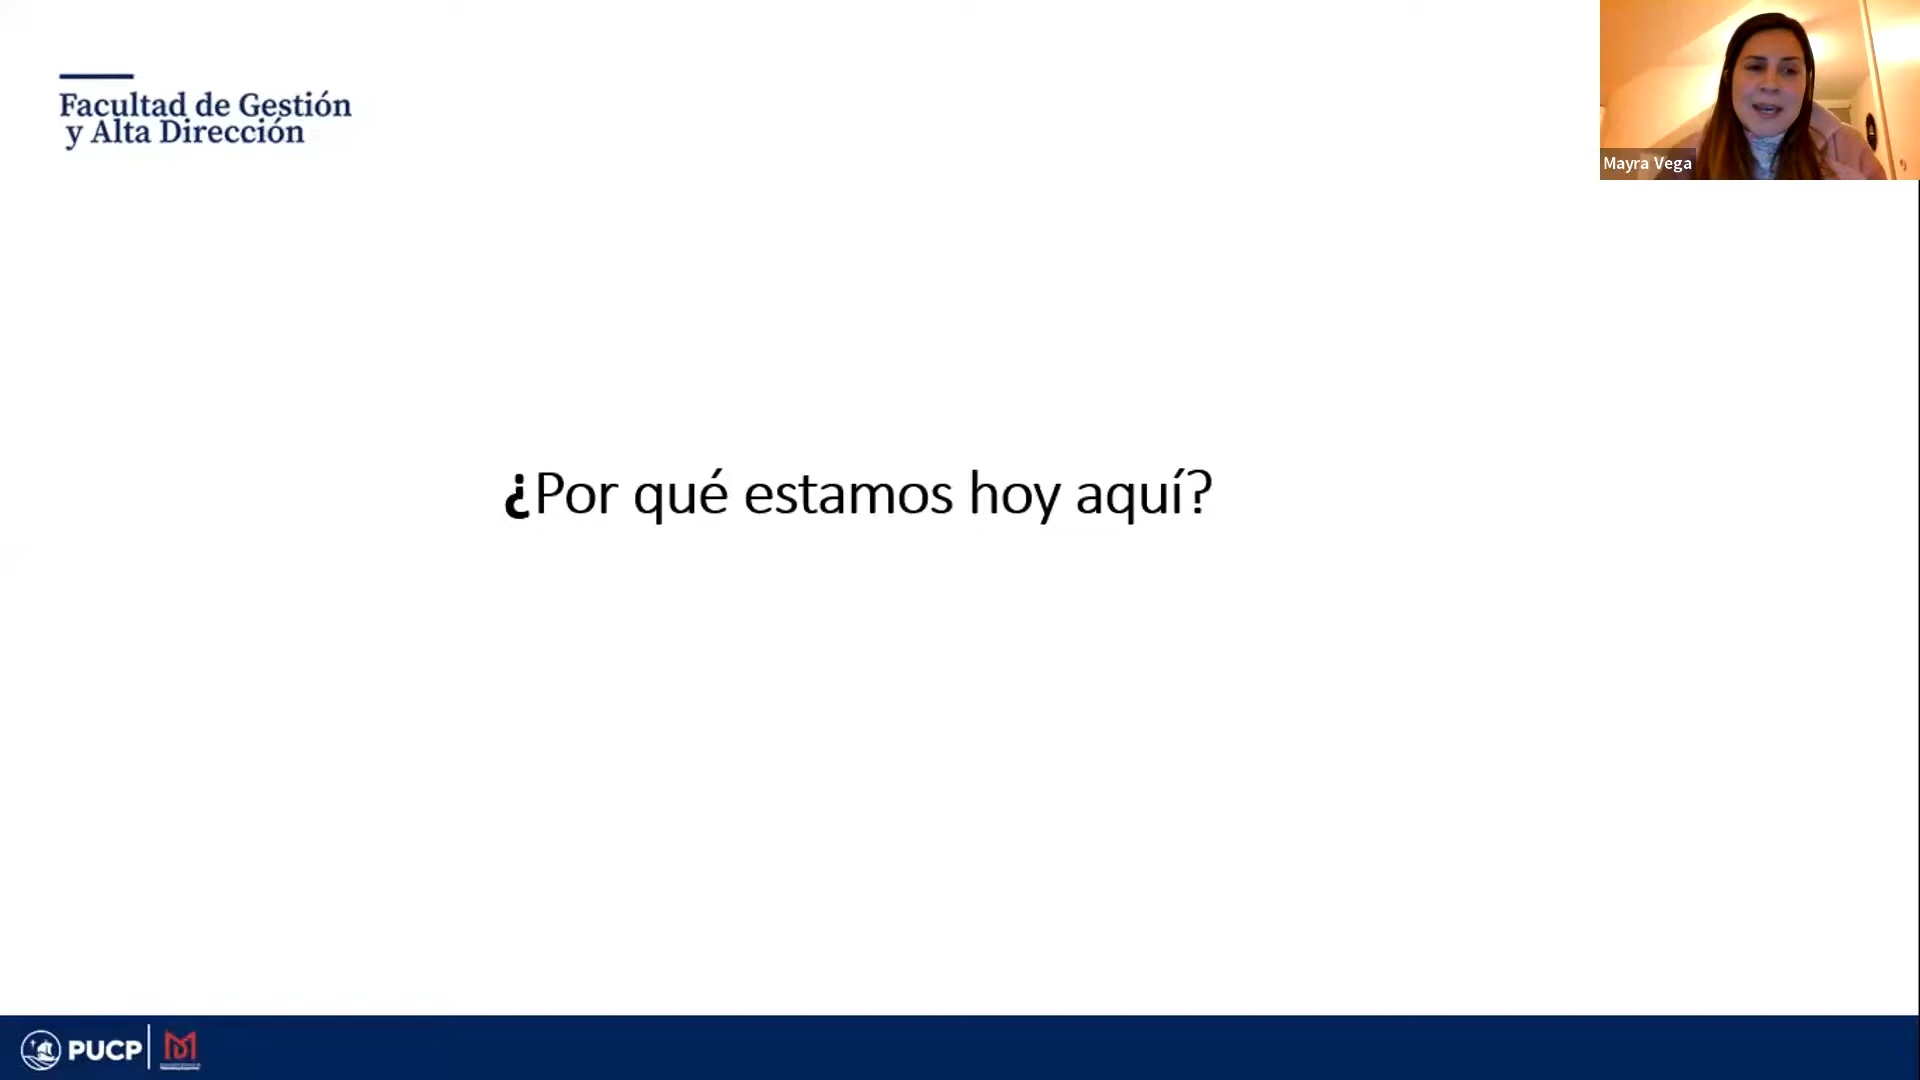 Facultad de Gestión
y Alta Dirección
Mayra Vega
¿Por qué estamos hoy aquí?
PUCP